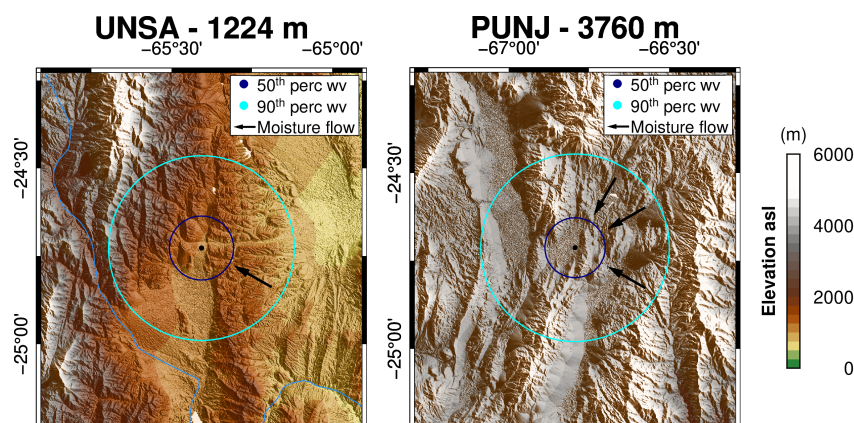 UNSA - 1224 m
−65°30'
−65°00'
50th perc wv
90th perc wv
Moisture flow
−24°30'
−25°00'
PUNJ - 3760 m
−67°00'
−66°30'
50th perc wv
90th perc wv
Moisture flow
−24°30'
−25°00'
(m)
6000
4000
2000
0
Elevation asl